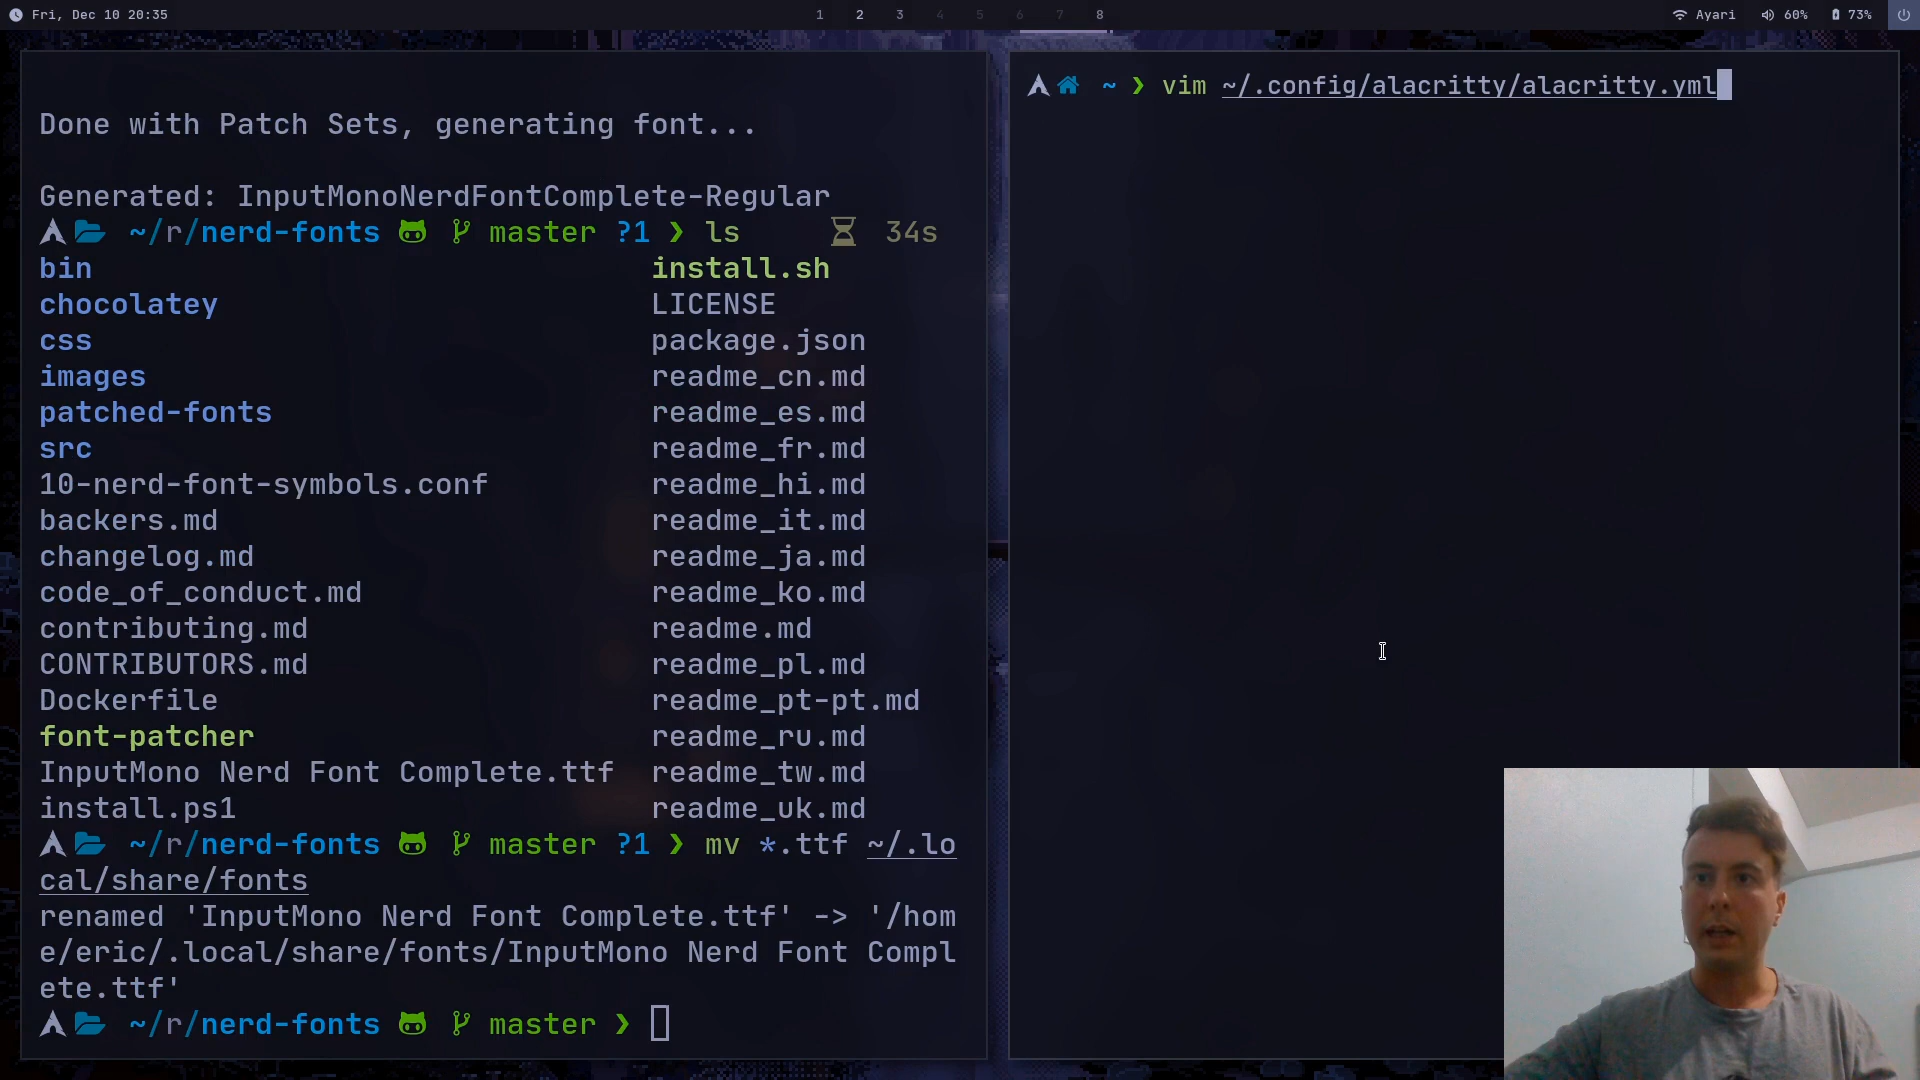 Fri, Dec 10 20:35
1 2 3 4 5 6 7 8
Ayari 60% 73%
Done with Patch Sets, generating font...
Generated: InputMonoNerdFontComplete-Regular
~/r/nerd-fonts master ?1 ❯ ls 34s
bin install.sh
chocolatey LICENSE
css package.json
images readme_cn.md
patched-fonts readme_es.md
src readme_fr.md
10-nerd-font-symbols.conf readme_hi.md
backers.md readme_it.md
changelog.md readme_ja.md
code_of_conduct.md readme_ko.md
contributing.md readme.md
CONTRIBUTORS.md readme_pl.md
Dockerfile readme_pt-pt.md
font-patcher readme_ru.md
InputMono Nerd Font Complete.ttf readme_tw.md
install.ps1 readme_uk.md
~/r/nerd-fonts master ?1 ❯ mv *.ttf ~/.lo
cal/share/fonts
renamed 'InputMono Nerd Font Complete.ttf' -> '/hom
e/eric/.local/share/fonts/InputMono Nerd Font Compl
ete.ttf'
~/r/nerd-fonts master ❯
~ ❯ vim ~/.config/alacritty/alacritty.yml